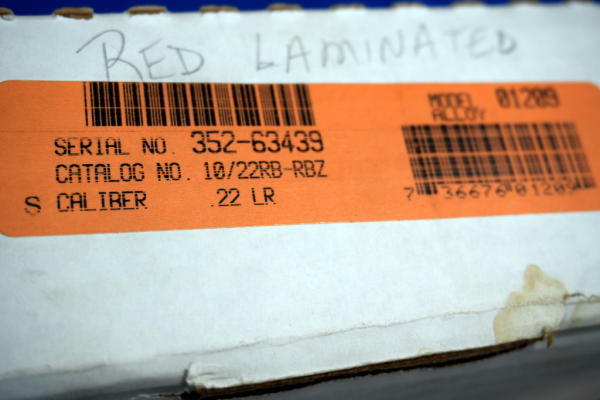 RED LAMINATED
MODEL 01209
ALLOY
SERIAL NO. 352-63439
CATALOG NO. 10/22RB-RBZ
S CALIBER .22 LR
7 36676 01209